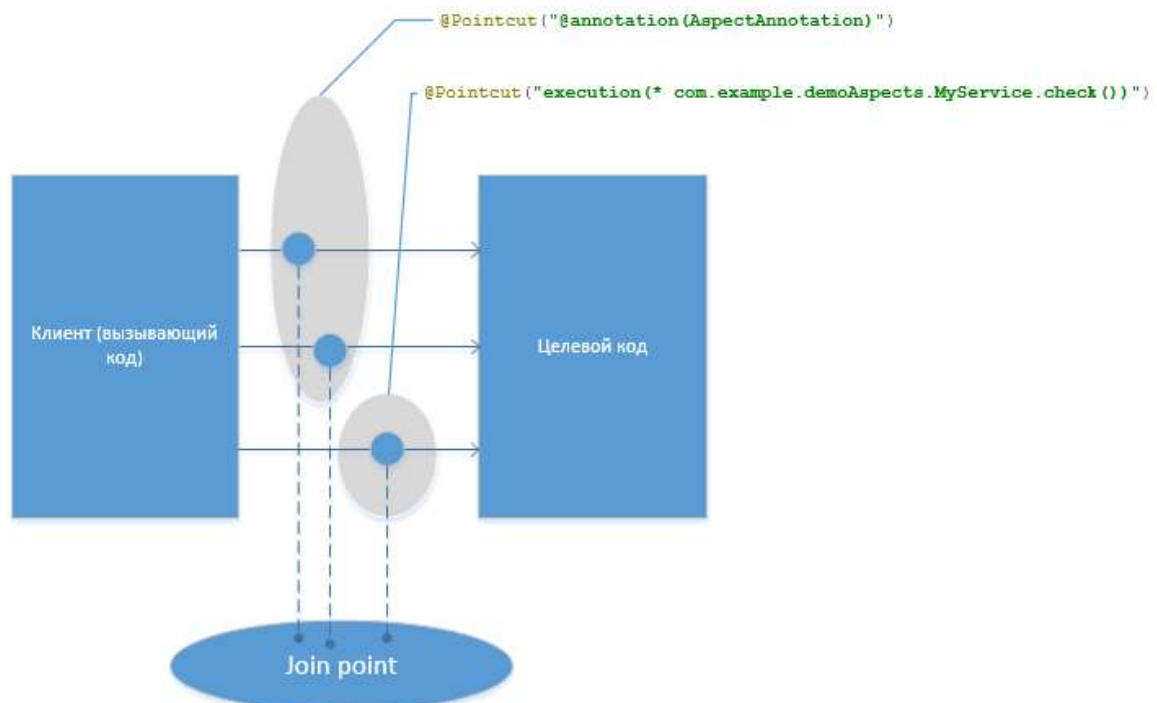 @Pointcut("@annotation(AspectAnnotation)")
@Pointcut("execution(* com.example.demoAspects.MyService.check())")
Клиент (вызывающий
код)
Целевой код
Join point